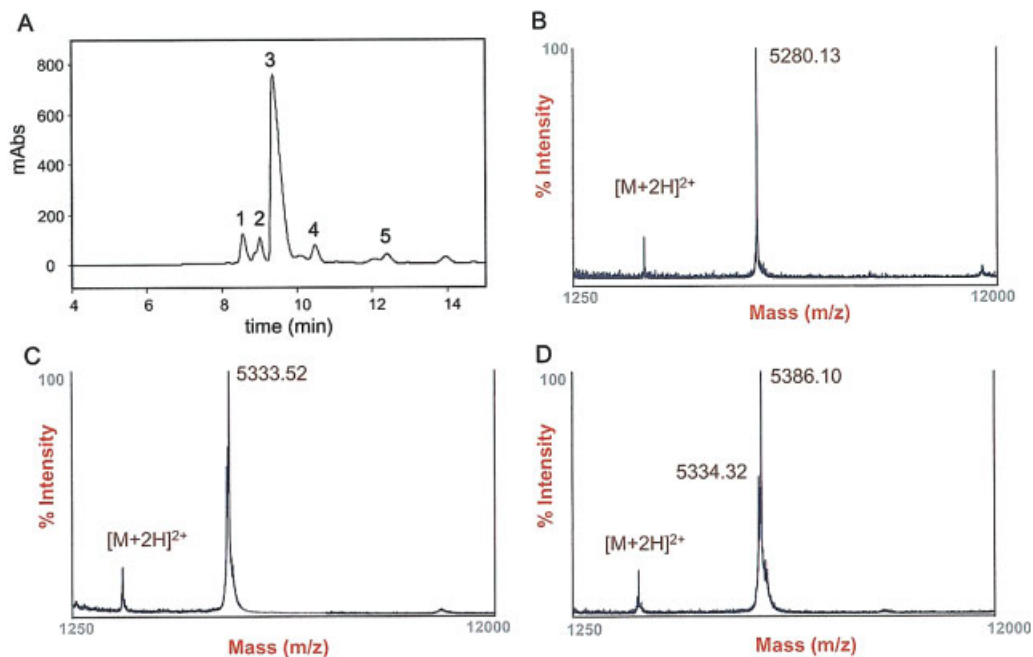 A
mAbs
800
600
400
200
0
1
2
3
4
5
4
6
8
10
12
14
time (min)
B
100
% Intensity
5280.13
[M+2H]²⁺
1250
12000
Mass (m/z)
C
100
% Intensity
5333.52
[M+2H]²⁺
1250
12000
Mass (m/z)
D
100
% Intensity
5386.10
5334.32
[M+2H]²⁺
1250
12000
Mass (m/z)